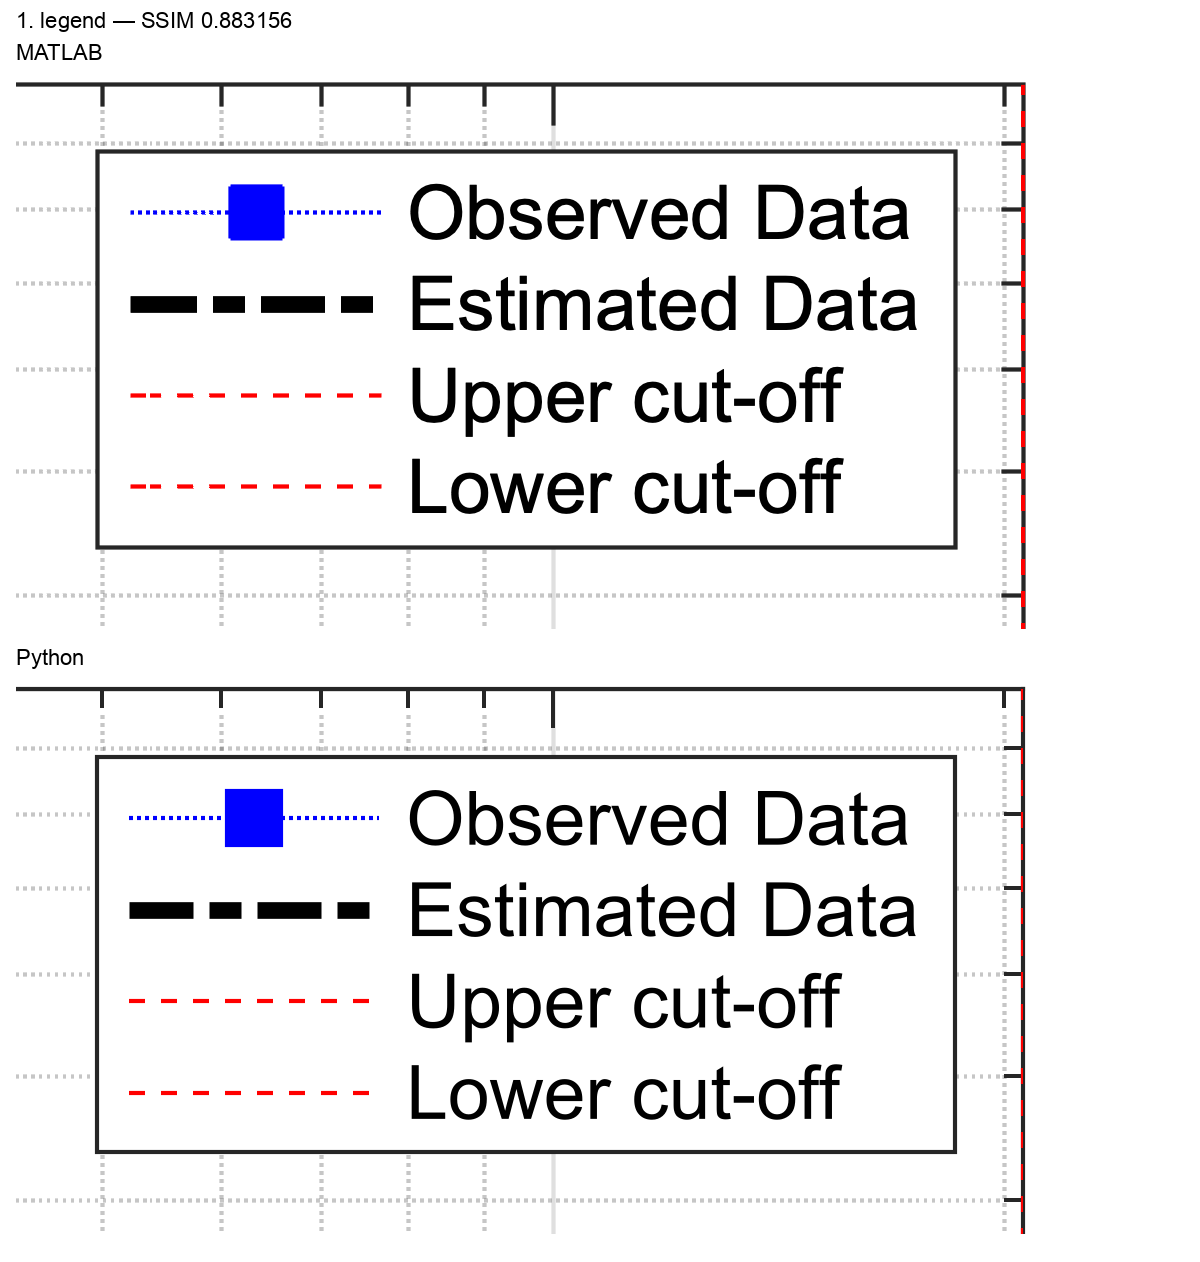 1. legend — SSIM 0.883156
MATLAB
Observed Data
Estimated Data
Upper cut-off
Lower cut-off
Python
Observed Data
Estimated Data
Upper cut-off
Lower cut-off